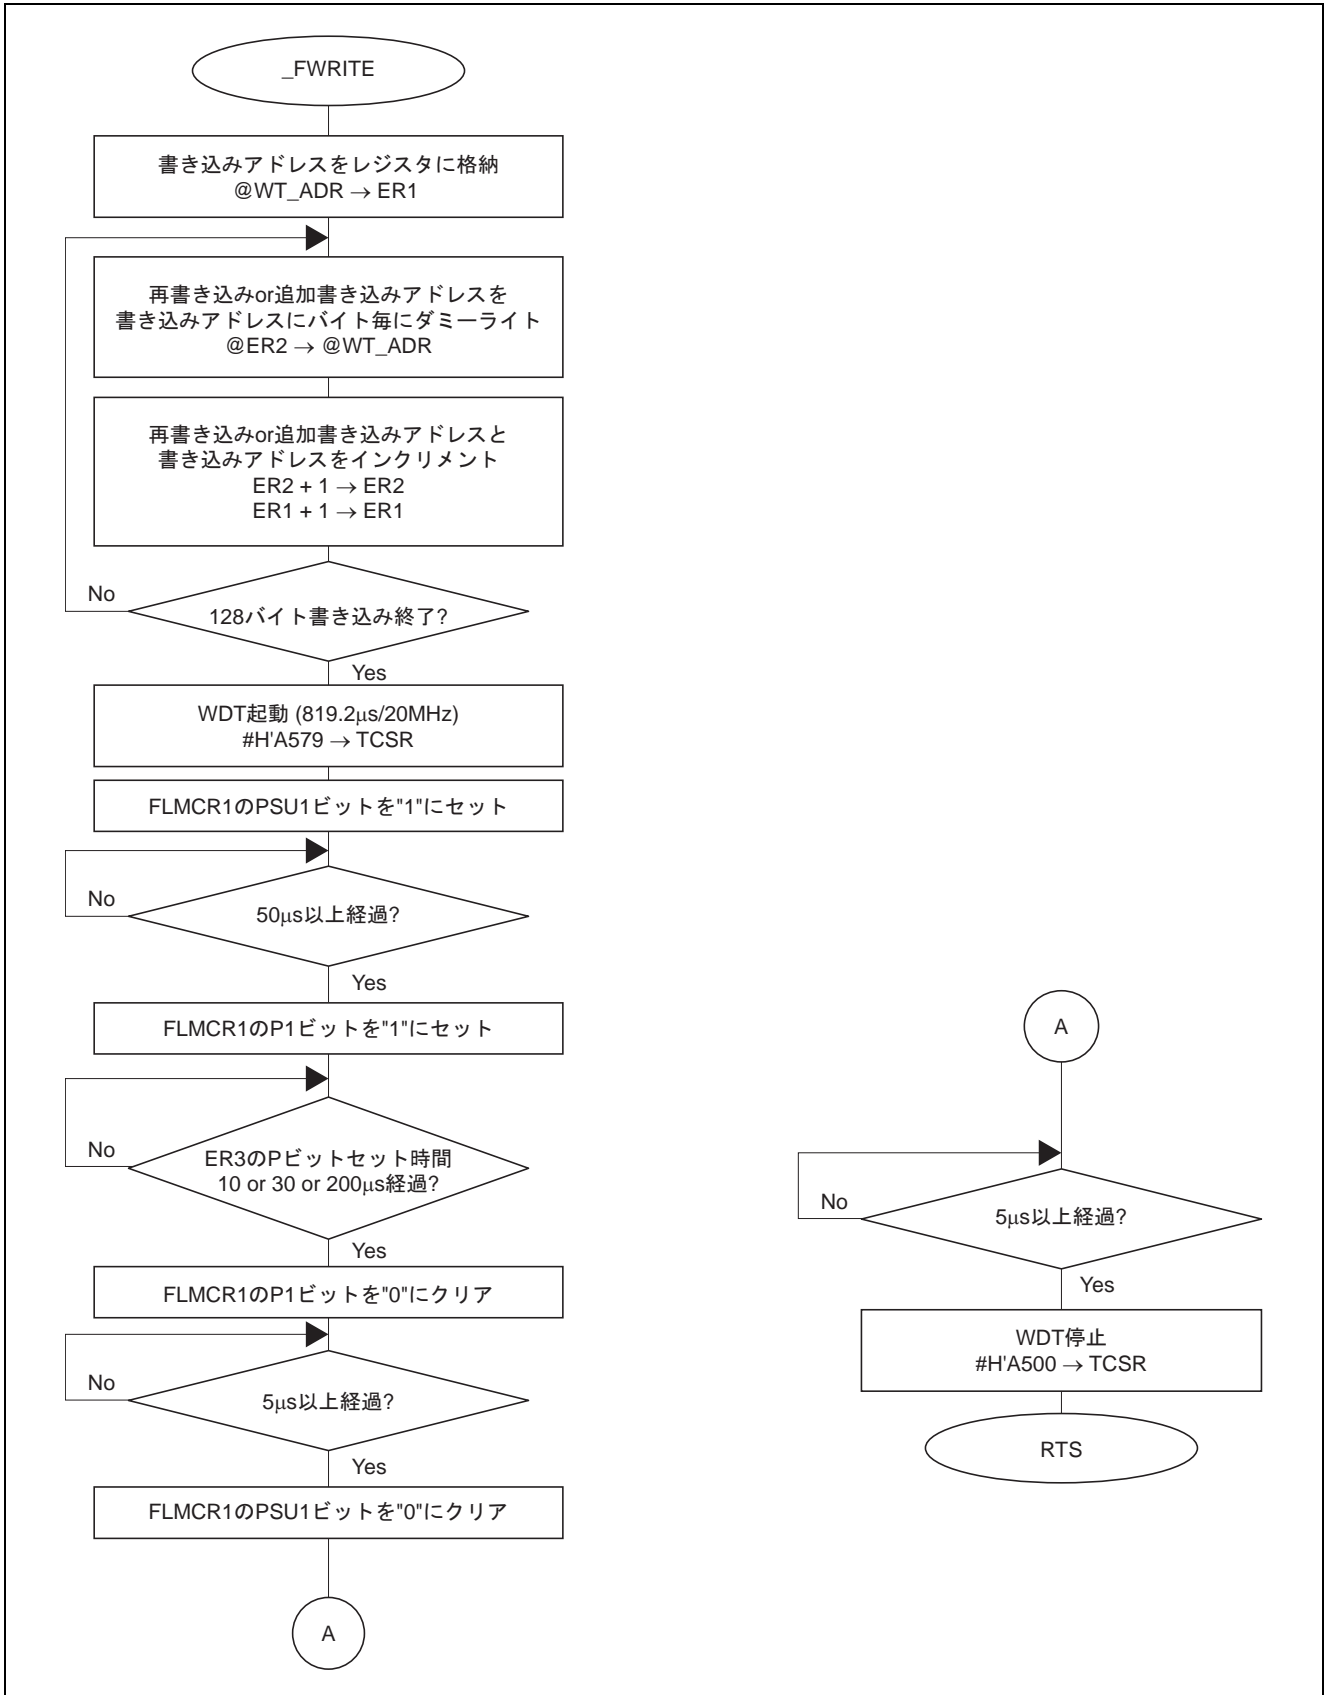 _FWRITE
書き込みアドレスをレジスタに格納
@WT_ADR → ER1
再書き込みor追加書き込みアドレスを
書き込みアドレスにバイト毎にダミーライト
@ER2 → @WT_ADR
再書き込みor追加書き込みアドレスと
書き込みアドレスをインクリメント
ER2 + 1 → ER2
ER1 + 1 → ER1
No
128バイト書き込み終了?
Yes
WDT起動 (819.2μs/20MHz)
#H'A579 → TCSR
FLMCR1のPSU1ビットを"1"にセット
No
50μs以上経過?
Yes
FLMCR1のP1ビットを"1"にセット
No
ER3のPビットセット時間
10 or 30 or 200μs経過?
Yes
FLMCR1のP1ビットを"0"にクリア
No
5μs以上経過?
Yes
FLMCR1のPSU1ビットを"0"にクリア
A
A
No
5μs以上経過?
Yes
WDT停止
#H'A500 → TCSR
RTS